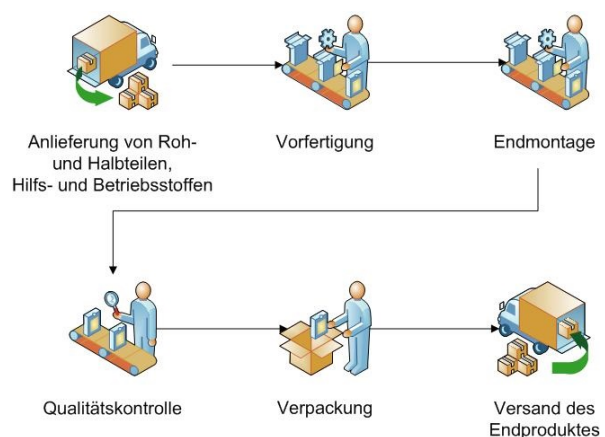 Anlieferung von Roh-
und Halbteilen,
Hilfs- und Betriebsstoffen
Vorfertigung
Endmontage
Qualitätskontrolle
Verpackung
Versand des
Endproduktes